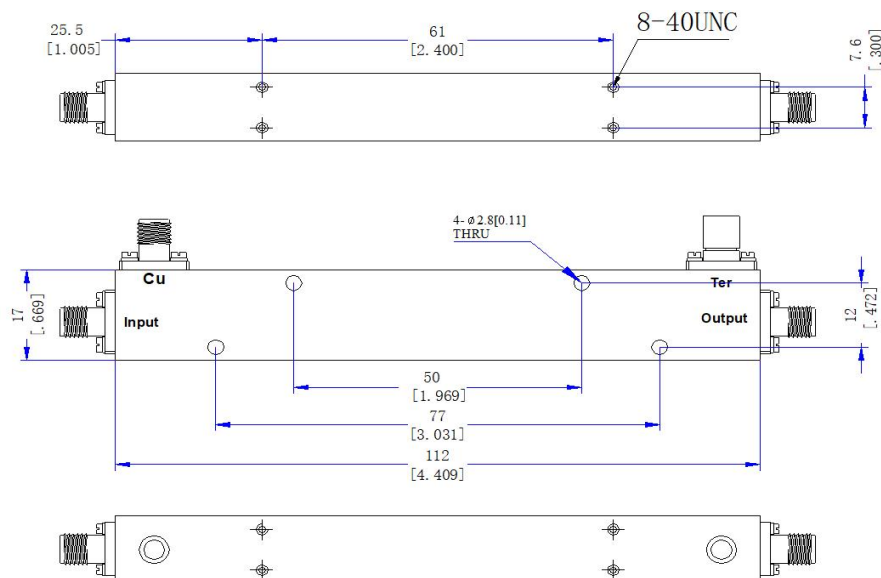 25.5
[1.005]
61
[2.400]
8-40UNC
7.6
[.300]
4-ø2.8[0.11]
THRU
Cu
Ter
Input
Output
17
[.669]
12
[.472]
50
[1.969]
77
[3.031]
112
[4.409]